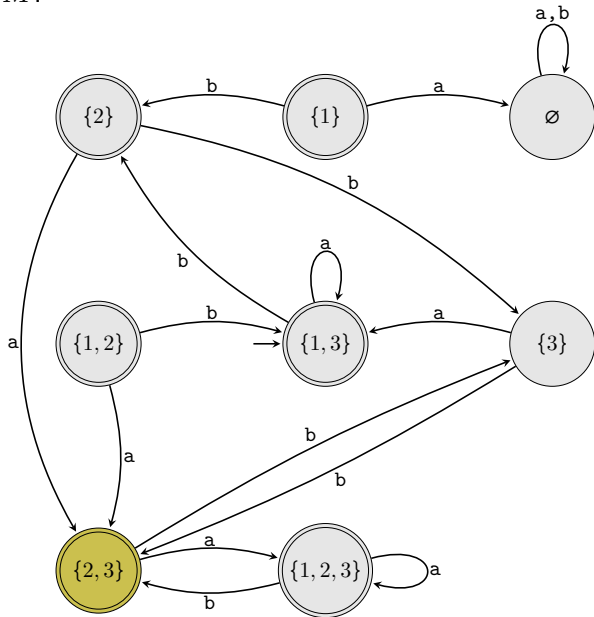 a,b
b
a
{2}
{1}
∅
b
a
b
b
a
{1, 2}
{1, 3}
{3}
a
a
b
b
a
{2, 3}
{1, 2, 3}
a
b